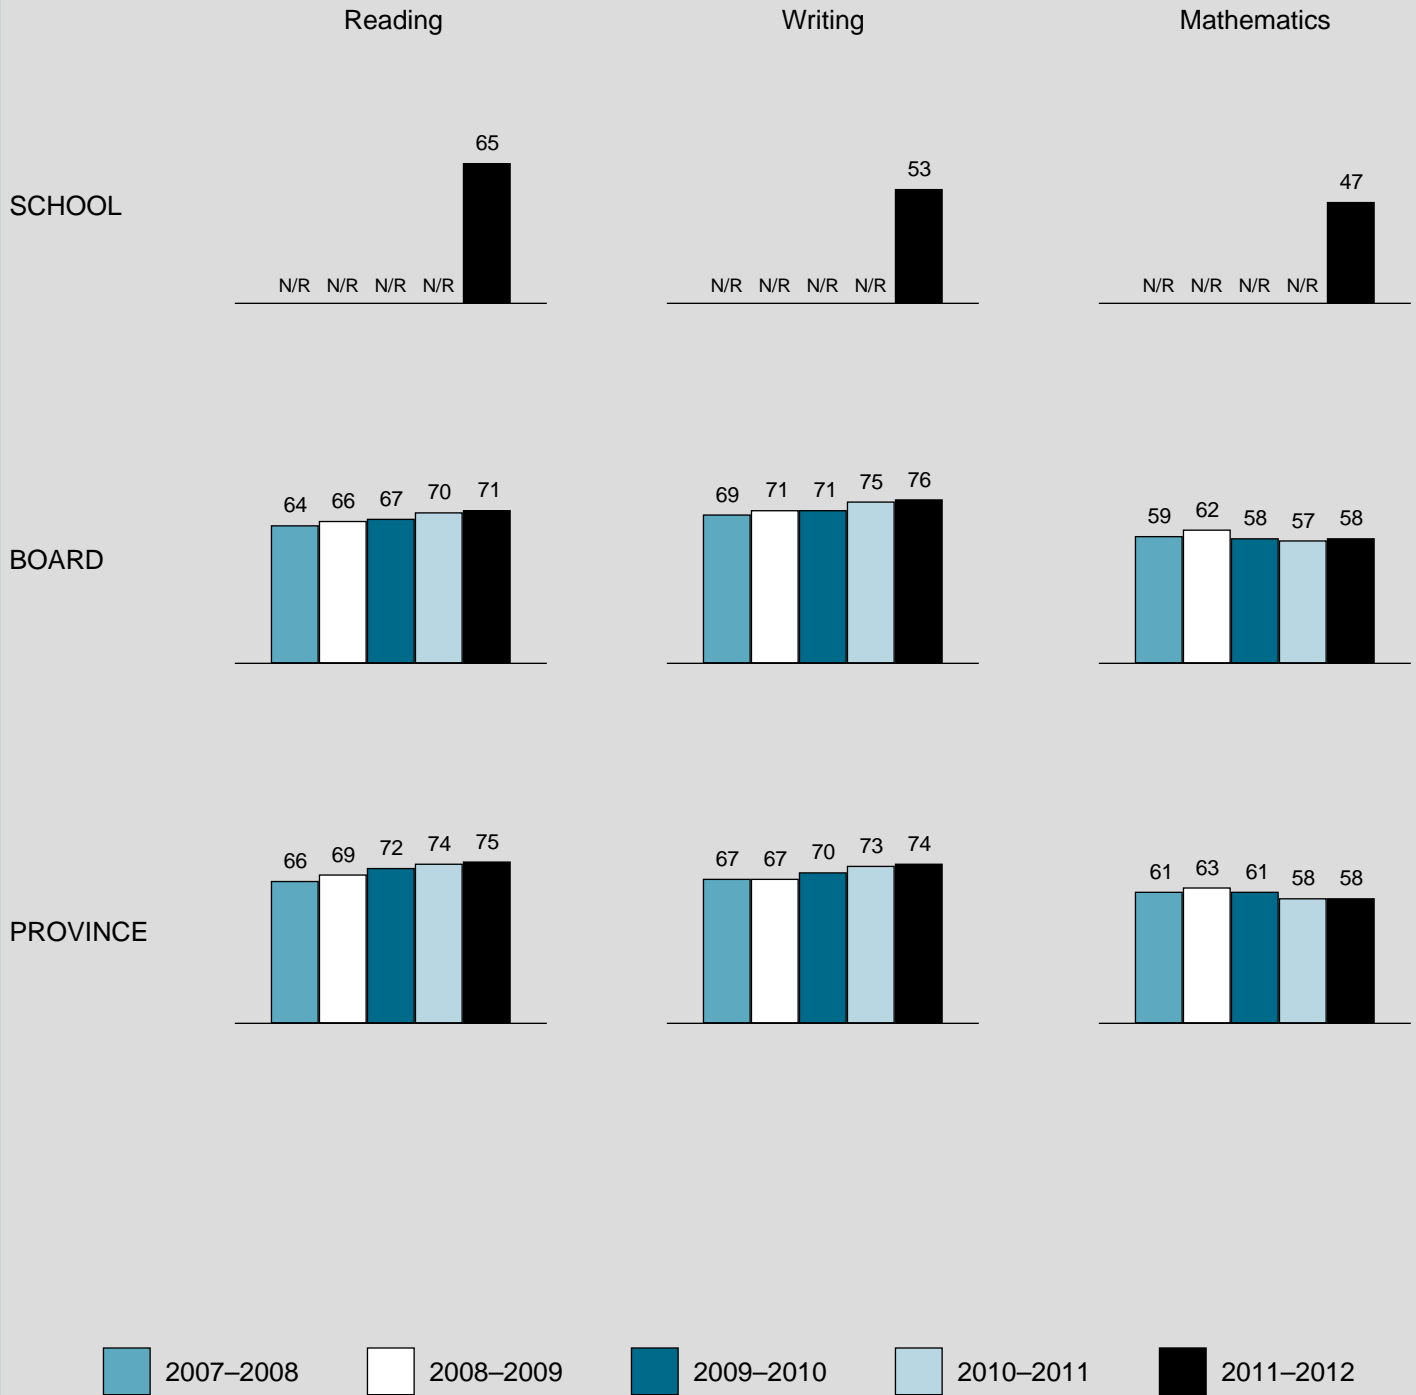 Reading Writing Mathematics
SCHOOL
65
53
47
N/R N/R N/R N/R
N/R N/R N/R N/R
N/R N/R N/R N/R
BOARD
64 66 67 70 71
69 71 71 75 76
59 62 58 57 58
PROVINCE
66 69 72 74 75
67 67 70 73 74
61 63 61 58 58
2007–2008 2008–2009 2009–2010 2010–2011 2011–2012